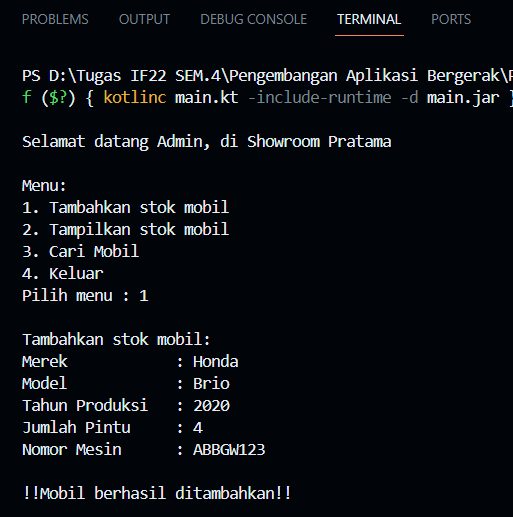 PROBLEMS OUTPUT DEBUG CONSOLE TERMINAL PORTS
PS D:\Tugas IF22 SEM.4\Pengembangan Aplikasi Bergerak\
f ($?) { kotlinc main.kt -include-runtime -d main.jar }
Selamat datang Admin, di Showroom Pratama
Menu:
1. Tambahkan stok mobil
2. Tampilkan stok mobil
3. Cari Mobil
4. Keluar
Pilih menu : 1
Tambahkan stok mobil:
Merek : Honda
Model : Brio
Tahun Produksi : 2020
Jumlah Pintu : 4
Nomor Mesin : ABBGW123
!!Mobil berhasil ditambahkan!!